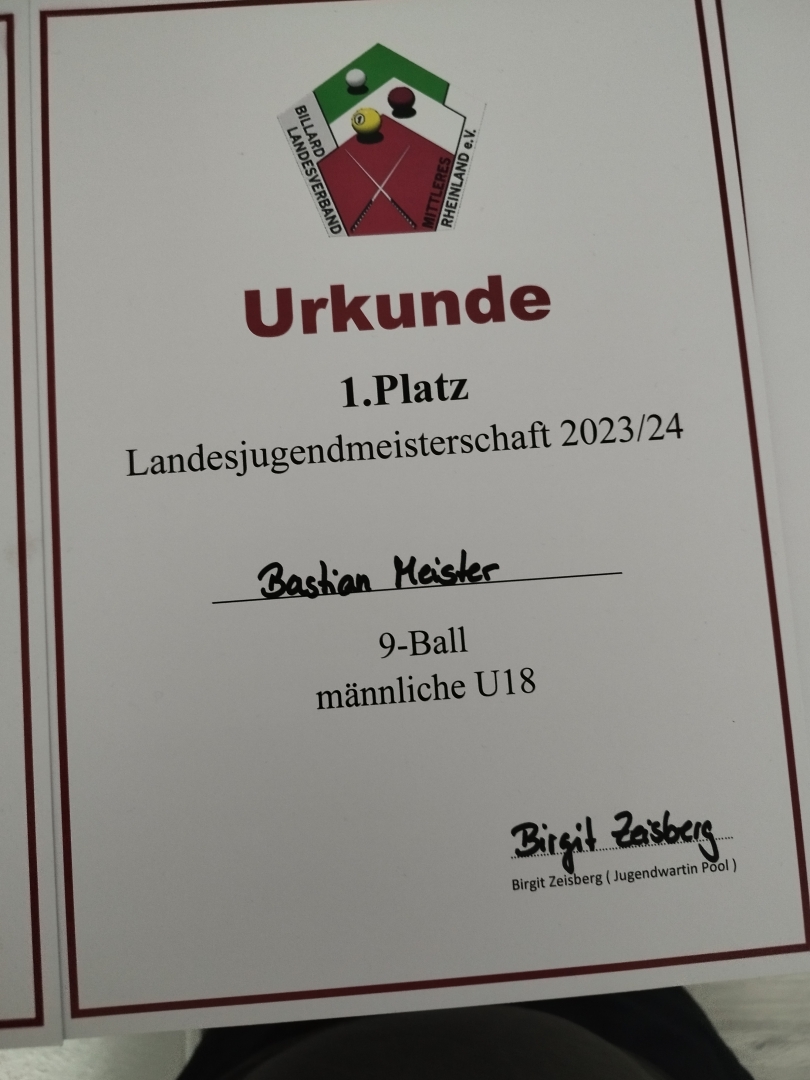 BILLARD
LANDESVERBAND
MITTLERES
RHEINLAND e.V.
Urkunde
1.Platz
Landesjugendmeisterschaft 2023/24
Bastian Meister
9-Ball
männliche U18
Birgit Zeisberg
Birgit Zeisberg ( Jugendwartin Pool )